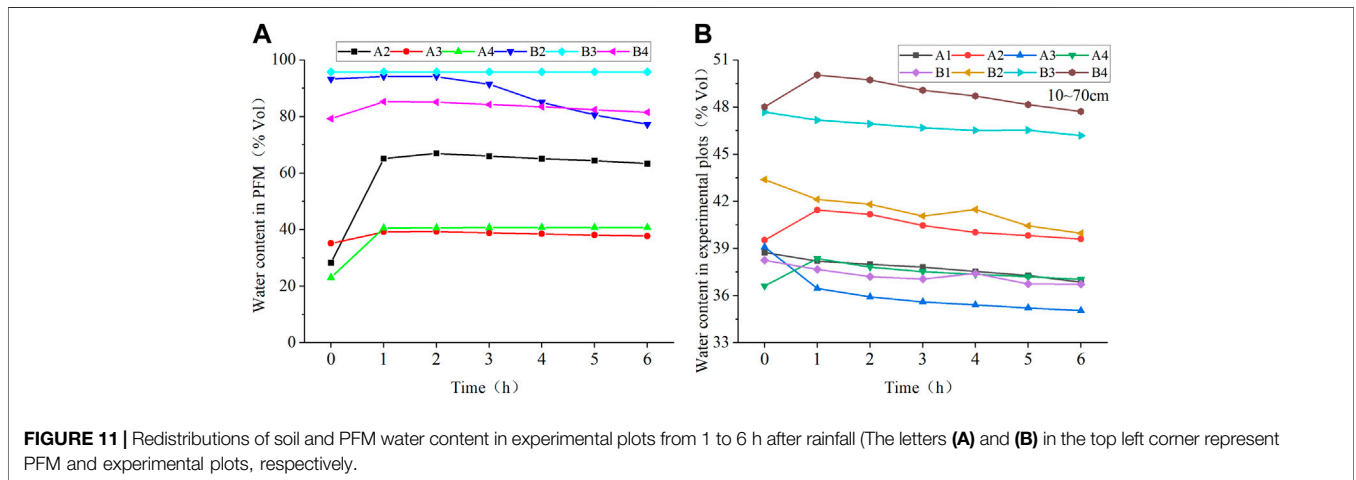 A
A2 A3 A4 B2 B3 B4
100
80
60
40
20
0
Water content in PFM（% Vol）
0 1 2 3 4 5 6
Time（h）
B
A1 A2 A3 A4
B1 B2 B3 B4
10~70cm
51
48
45
42
39
36
33
Water content in experimental plots（% Vol）
0 1 2 3 4 5 6
Time（h）
FIGURE 11 | Redistributions of soil and PFM water content in experimental plots from 1 to 6 h after rainfall (The letters (A) and (B) in the top left corner represent
PFM and experimental plots, respectively.